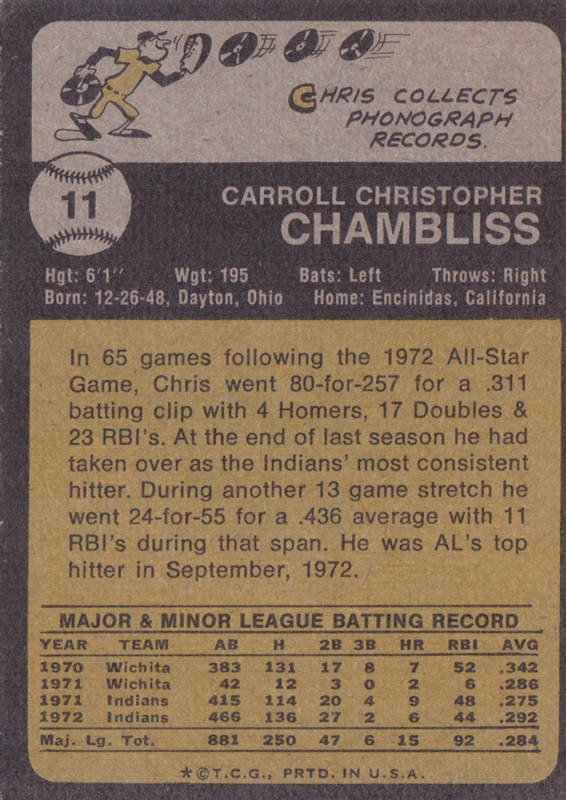 CHRIS COLLECTS
PHONOGRAPH
RECORDS.
11
CARROLL CHRISTOPHER
CHAMBLISS
Hgt: 6'1" Wgt: 195 Bats: Left Throws: Right
Born: 12-26-48, Dayton, Ohio Home: Encinidas, California
In 65 games following the 1972 All-Star
Game, Chris went 80-for-257 for a .311
batting clip with 4 Homers, 17 Doubles &
23 RBI's. At the end of last season he had
taken over as the Indians' most consistent
hitter. During another 13 game stretch he
went 24-for-55 for a .436 average with 11
RBI's during that span. He was AL's top
hitter in September, 1972.
MAJOR & MINOR LEAGUE BATTING RECORD
YEAR TEAM AB H 2B 3B HR RBI AVG
1970 Wichita 383 131 17 8 7 52 .342
1971 Wichita 42 12 3 0 2 6 .286
1971 Indians 415 114 20 4 9 48 .275
1972 Indians 466 136 27 2 6 44 .292
Maj. Lg. Tot. 881 250 47 6 15 92 .284
*©T.C.G., PRTD. IN U.S.A.